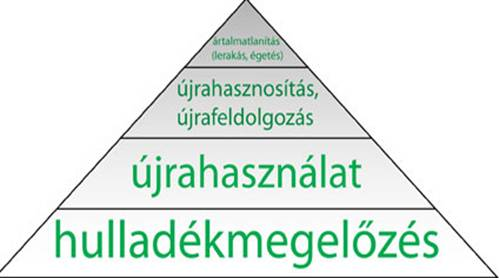 ártalmatlanítás
(lerakás, égetés)
újrahasznosítás,
újrafeldolgozás
újrahasználat
hulladékmegelőzés